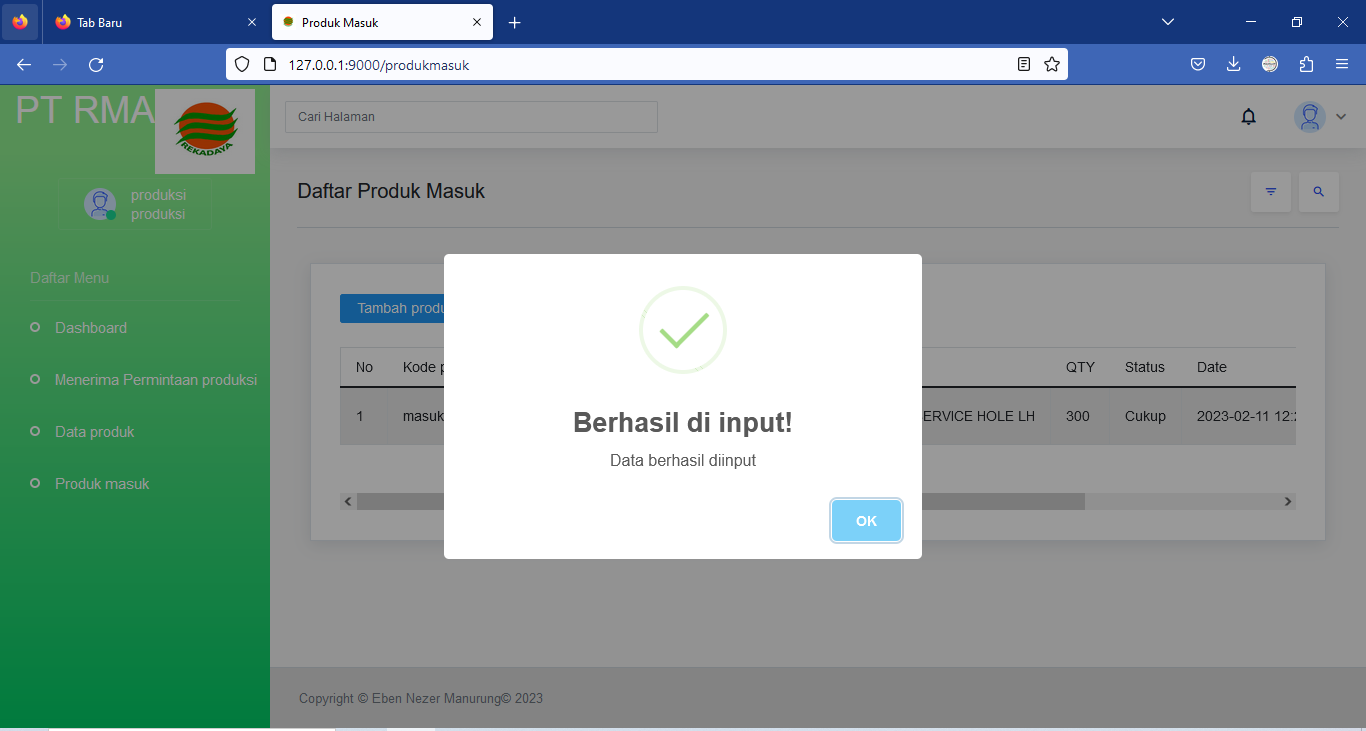 Tab Baru
Produk Masuk
127.0.0.1:9000/produkmasuk
PT RMA
REKADAYA
Cari Halaman
produksi
produksi
Daftar Menu
Dashboard
Menerima Permintaan produksi
Data produk
Produk masuk
Daftar Produk Masuk
Tambah produ
No Kode p QTY Status Date
1 masuk ERVICE HOLE LH 300 Cukup 2023-02-11 12:
Berhasil di input!
Data berhasil diinput
OK
Copyright © Eben Nezer Manurung© 2023